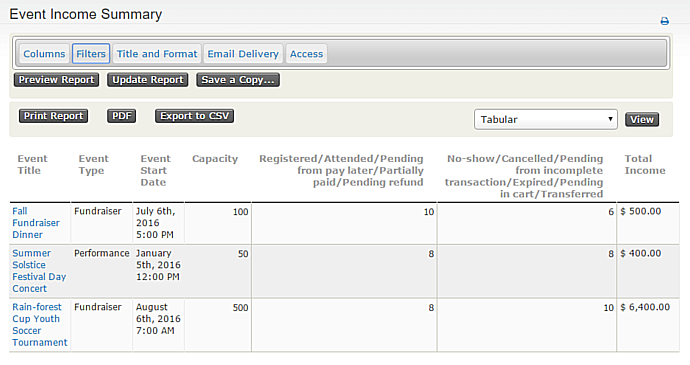 Event Income Summary
Columns Filters Title and Format Email Delivery Access
Preview Report Update Report Save a Copy...
Print Report PDF Export to CSV Tabular View
Event Title
Event Type
Event Start Date
Capacity
Registered/Attended/Pending
from pay later/Partially
paid/Pending refund
No-show/Cancelled/Pending
from incomplete
transaction/Expired/Pending
in cart/Transferred
Total
Income
Fall
Fundraiser
Dinner
Fundraiser
July 6th,
2016
5:00 PM
100
10
6
$ 500.00
Summer
Solstice
Festival Day
Concert
Performance
January
5th, 2016
12:00 PM
50
8
8
$ 400.00
Rain-forest
Cup Youth
Soccer
Tournament
Fundraiser
August
6th, 2016
7:00 AM
500
8
10
$ 6,400.00